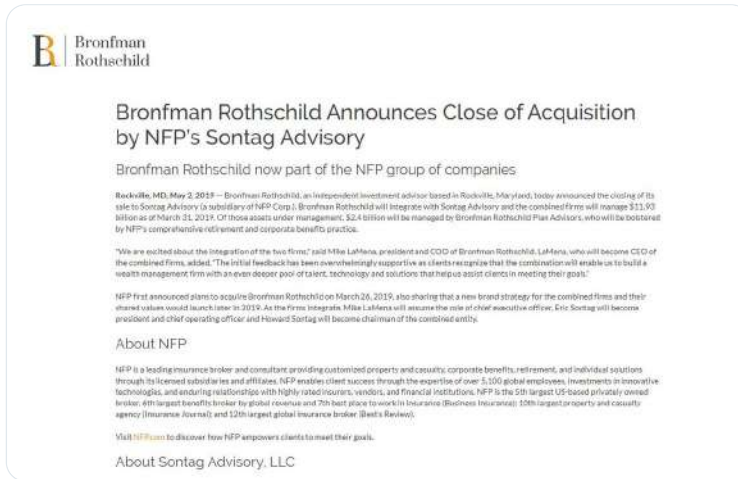 Bronfman
Rothschild
Bronfman Rothschild Announces Close of Acquisition
by NFP's Sontag Advisory
Bronfman Rothschild now part of the NFP group of companies
Rockville, MD, May 2, 2019 — Bronfman Rothschild, an independent investment advisor based in Rockville, Maryland, today announced the closing of its
sale to Sontag Advisory (a subsidiary of NFP Corp.). Bronfman Rothschild will integrate with Sontag Advisory and the combined firms will manage $11.93
billion as of March 31, 2019. Of those assets under management, $2.4 billion will be managed by Bronfman Rothschild Plan Advisors, who will be bolstered
by NFP's comprehensive retirement and corporate benefits practice.
"We are excited about the integration of the two firms," said Mike LaMena, president and COO of Bronfman Rothschild. LaMena, who will become CEO of
the combined firms, added, "The initial feedback has been overwhelmingly supportive as clients recognize that the combination will enable us to build a
wealth management firm with an even deeper pool of talent, technology and solutions that help us assist clients in meeting their goals."
NFP first announced plans to acquire Bronfman Rothschild on March 26, 2019, also sharing that a new brand strategy for the combined firms and their
shared values would launch later in 2019. As the firms integrate, Mike LaMena will assume the role of chief executive officer, Eric Sontag will become
president and chief operating officer and Howard Sontag will become chairman of the combined entity.
About NFP
NFP is a leading insurance broker and consultant providing customized property and casualty, corporate benefits, retirement, and individual solutions
through its licensed subsidiaries and affiliates. NFP enables client success through the expertise of over 5,100 global employees, investments in innovative
technologies, and enduring relationships with highly rated insurers, vendors, and financial institutions. NFP is the 5th largest US-based privately owned
broker, 6th largest benefits broker by global revenue and 7th best place to work in insurance (Business Insurance); 10th largest property and casualty
agency (Insurance Journal); and 12th largest global insurance broker (Best's Review).
Visit NFP.com to discover how NFP empowers clients to meet their goals.
About Sontag Advisory, LLC